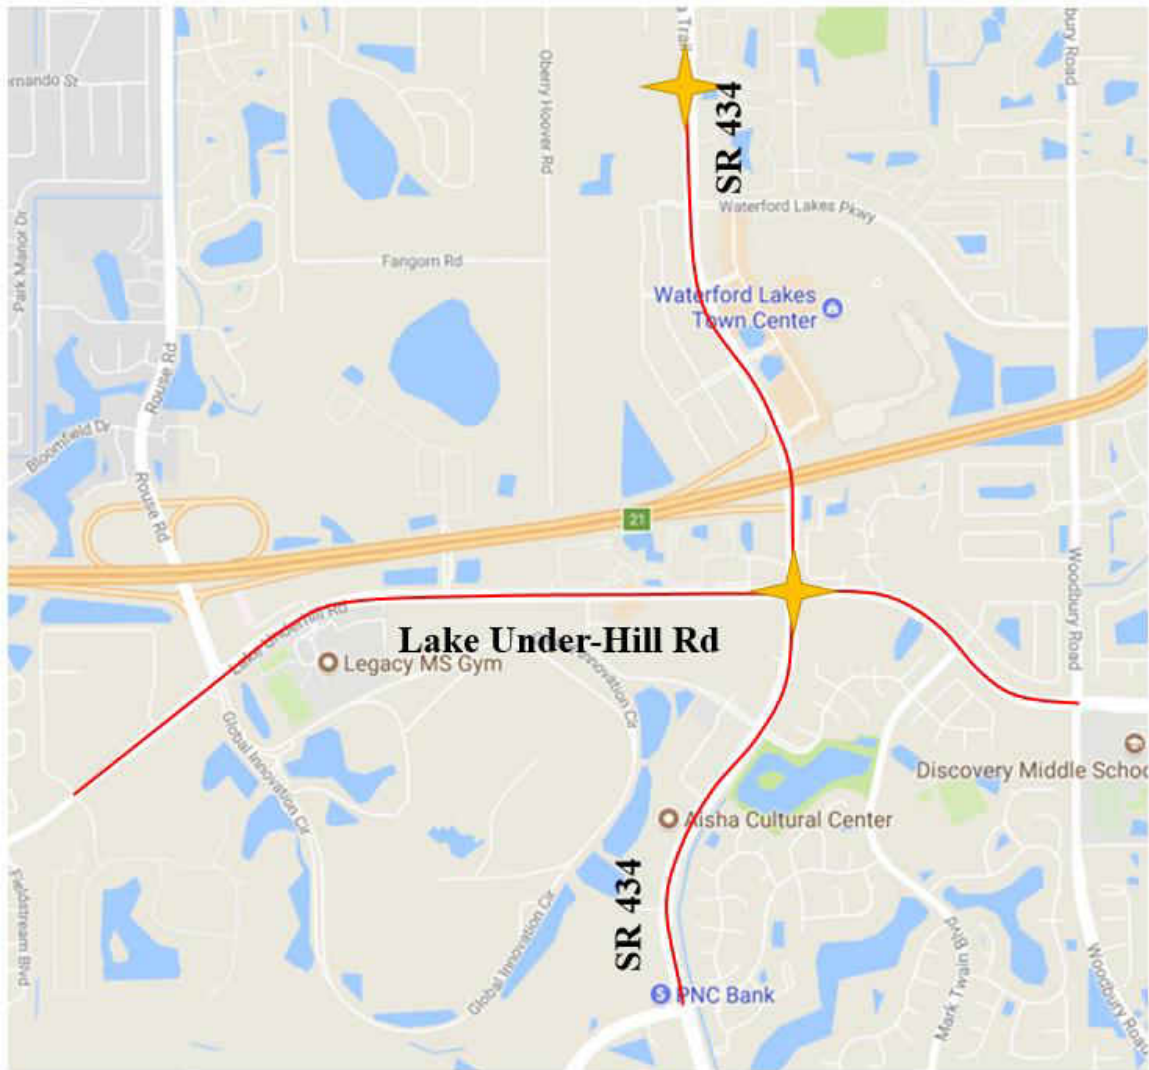 a Trail
bury Road
ernando St
Oberry Hoover Rd
SR 434
Waterford Lakes Pkwy
Park Manor Dr
Fangorn Rd
Waterford Lakes
Town Center
Rouse Rd
Bloomfield Dr
Rouse Rd
21
Woodbury Road
Lake Underhill Rd
Lake Under-Hill Rd
Legacy MS Gym
Innovation Cir
Global Innovation Cir
Discovery Middle Schoo
Aisha Cultural Center
SR 434
Fieldstream Blvd
Global Innovation Cir
PNC Bank
Mark Twain Blvd
Woodbury Road